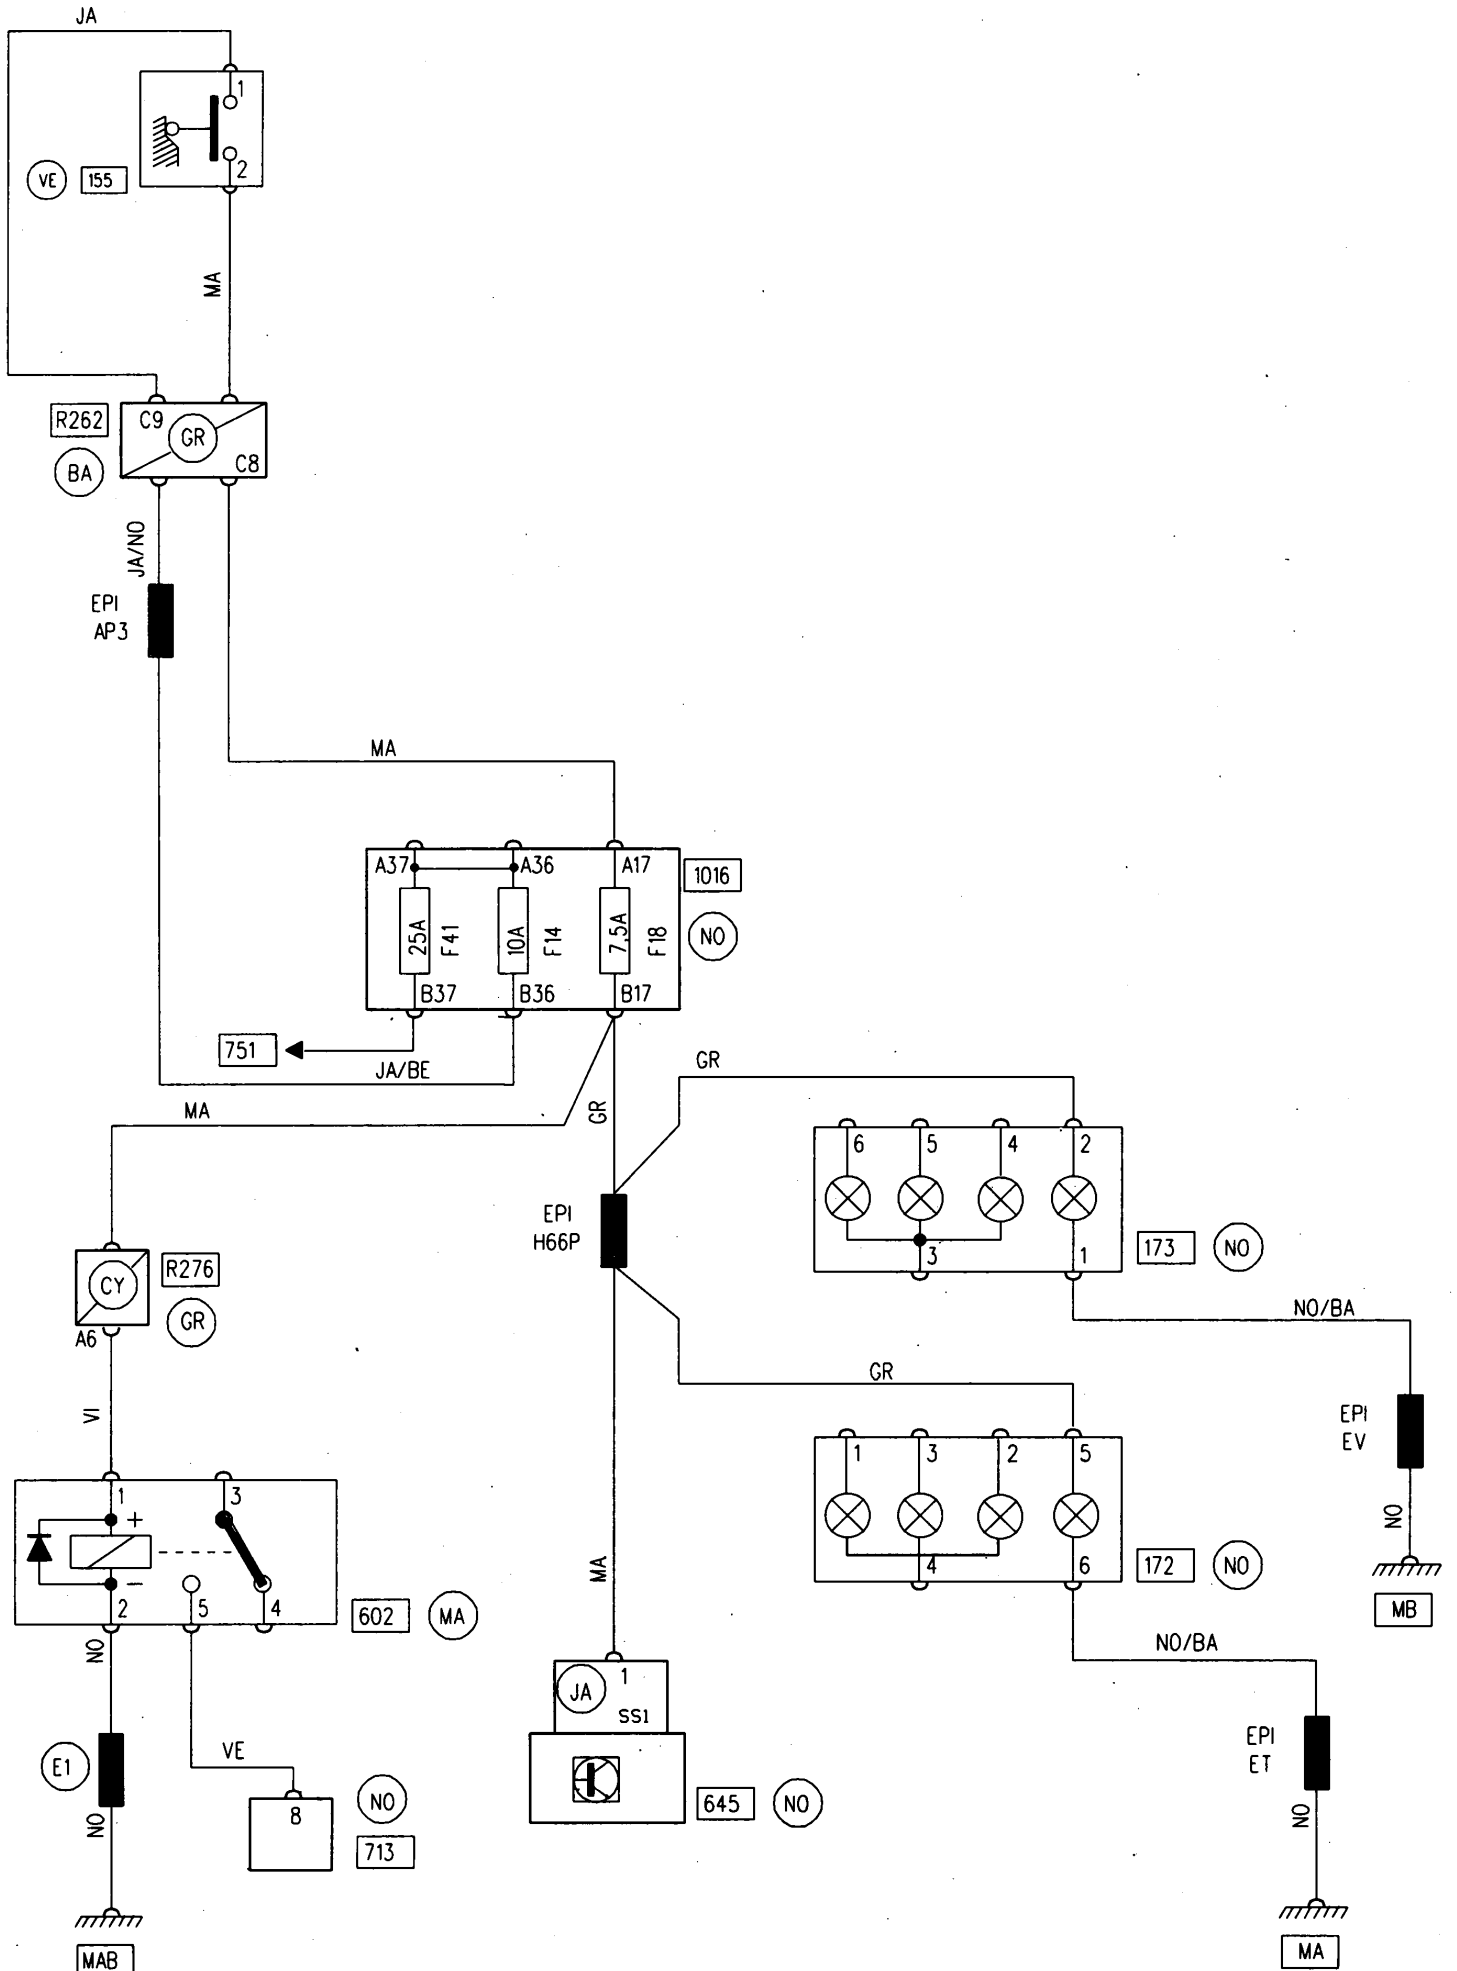 JA
1
2
VE
155
MA
R262
C9
GR
C8
BA
JA/NO
EPI
AP3
MA
A37
A36
A17
1016
25A
F41
10A
F14
7,5A
F18
NO
B37
B36
B17
751
JA/BE
MA
GR
GR
6
5
4
2
EPI
H66P
3
1
173
NO
CY
R276
GR
A6
NO/BA
GR
VI
EPI
EV
1
3
2
5
NO
1
3
+
-
2
5
4
602
MA
MA
4
6
172
NO
MB
NO
NO/BA
JA
1
SS1
E1
VE
EPI
ET
NO
8
NO
713
645
NO
NO
MAB
MA